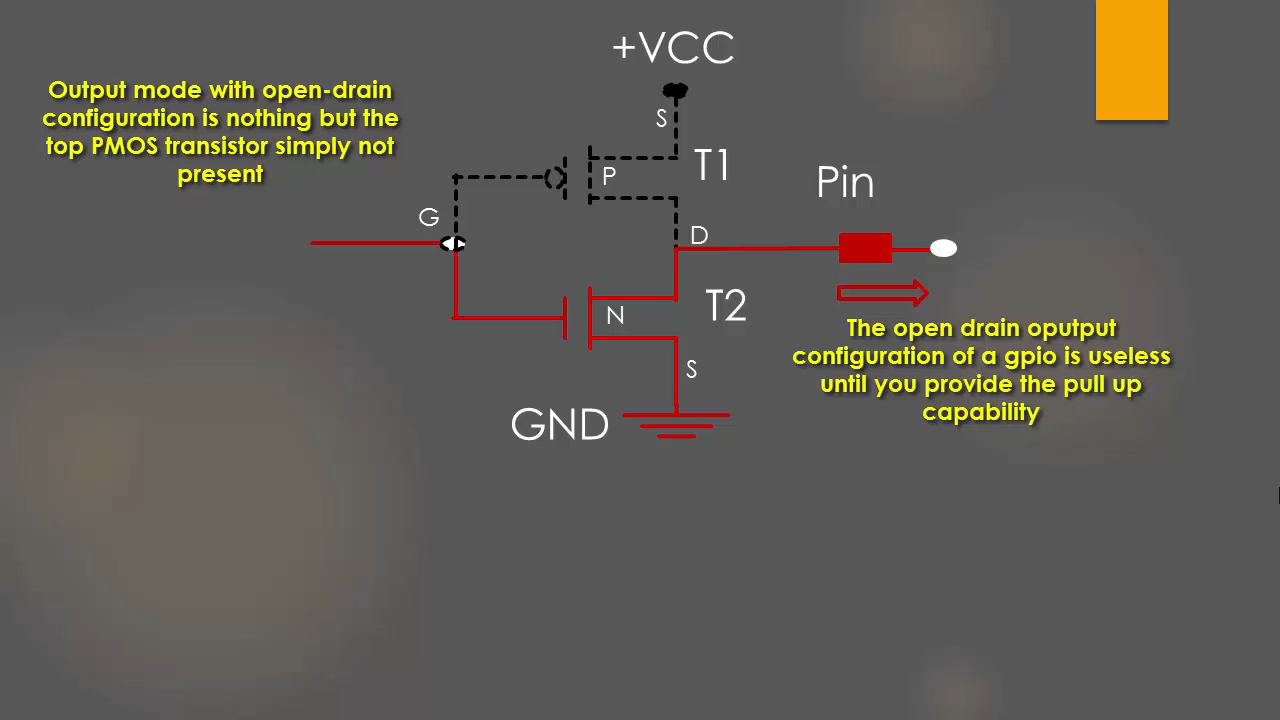 +VCC
Output mode with open-drain
configuration is nothing but the
top PMOS transistor simply not
present
S
P
T1
Pin
G
D
N
T2
The open drain oputput
configuration of a gpio is useless
until you provide the pull up
capability
S
GND